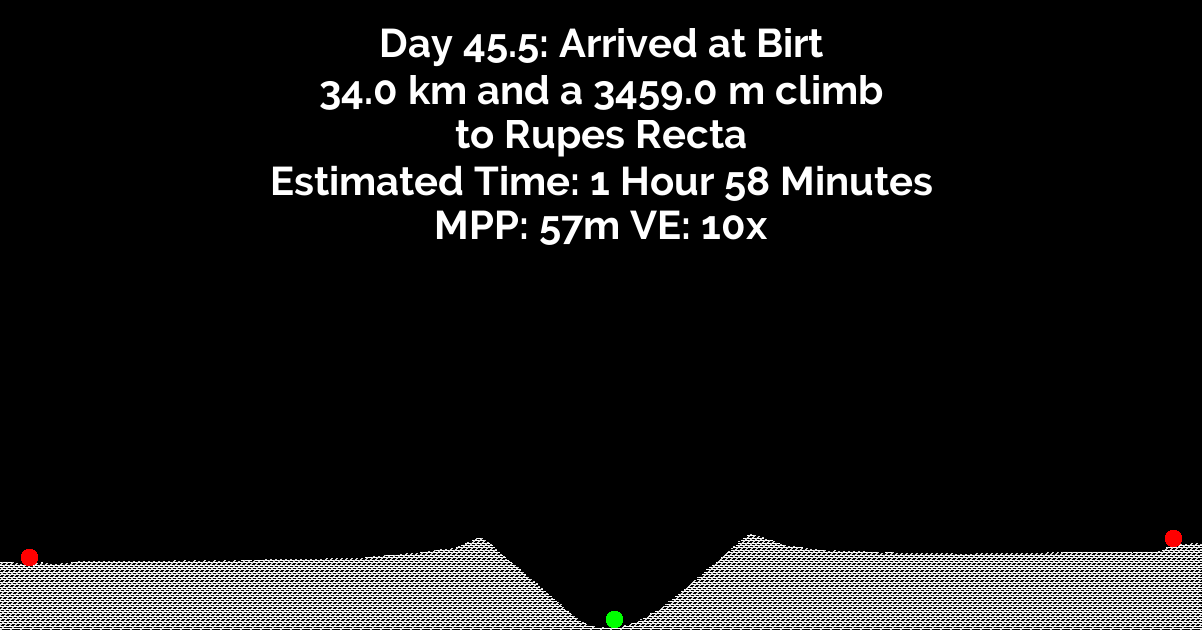 Day 45.5: Arrived at Birt
34.0 km and a 3459.0 m climb
to Rupes Recta
Estimated Time: 1 Hour 58 Minutes
MPP: 57m VE: 10x